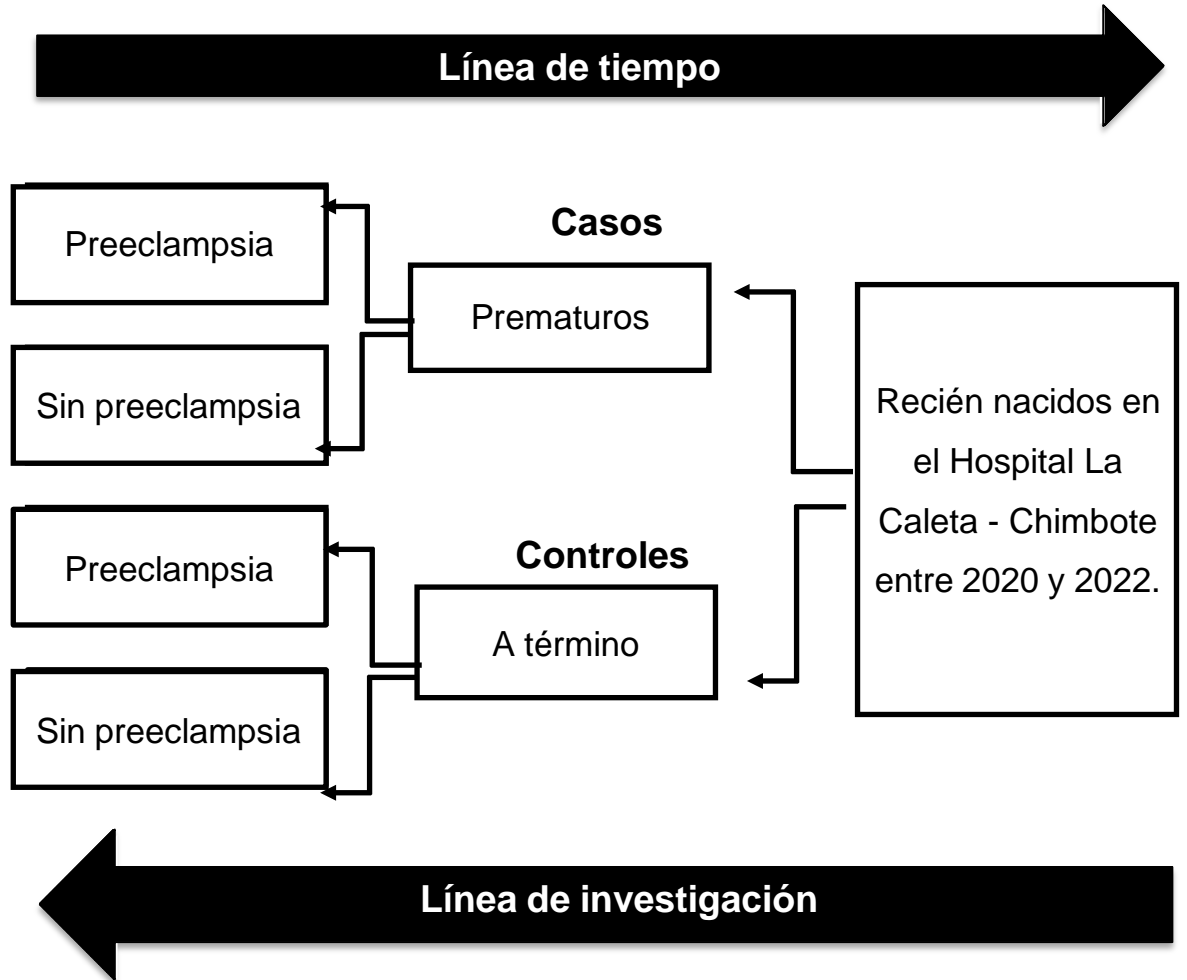 Línea de tiempo
Preeclampsia
Sin preeclampsia
Preeclampsia
Sin preeclampsia
Casos
Prematuros
Controles
A término
Recién nacidos en
el Hospital La
Caleta - Chimbote
entre 2020 y 2022.
Línea de investigación